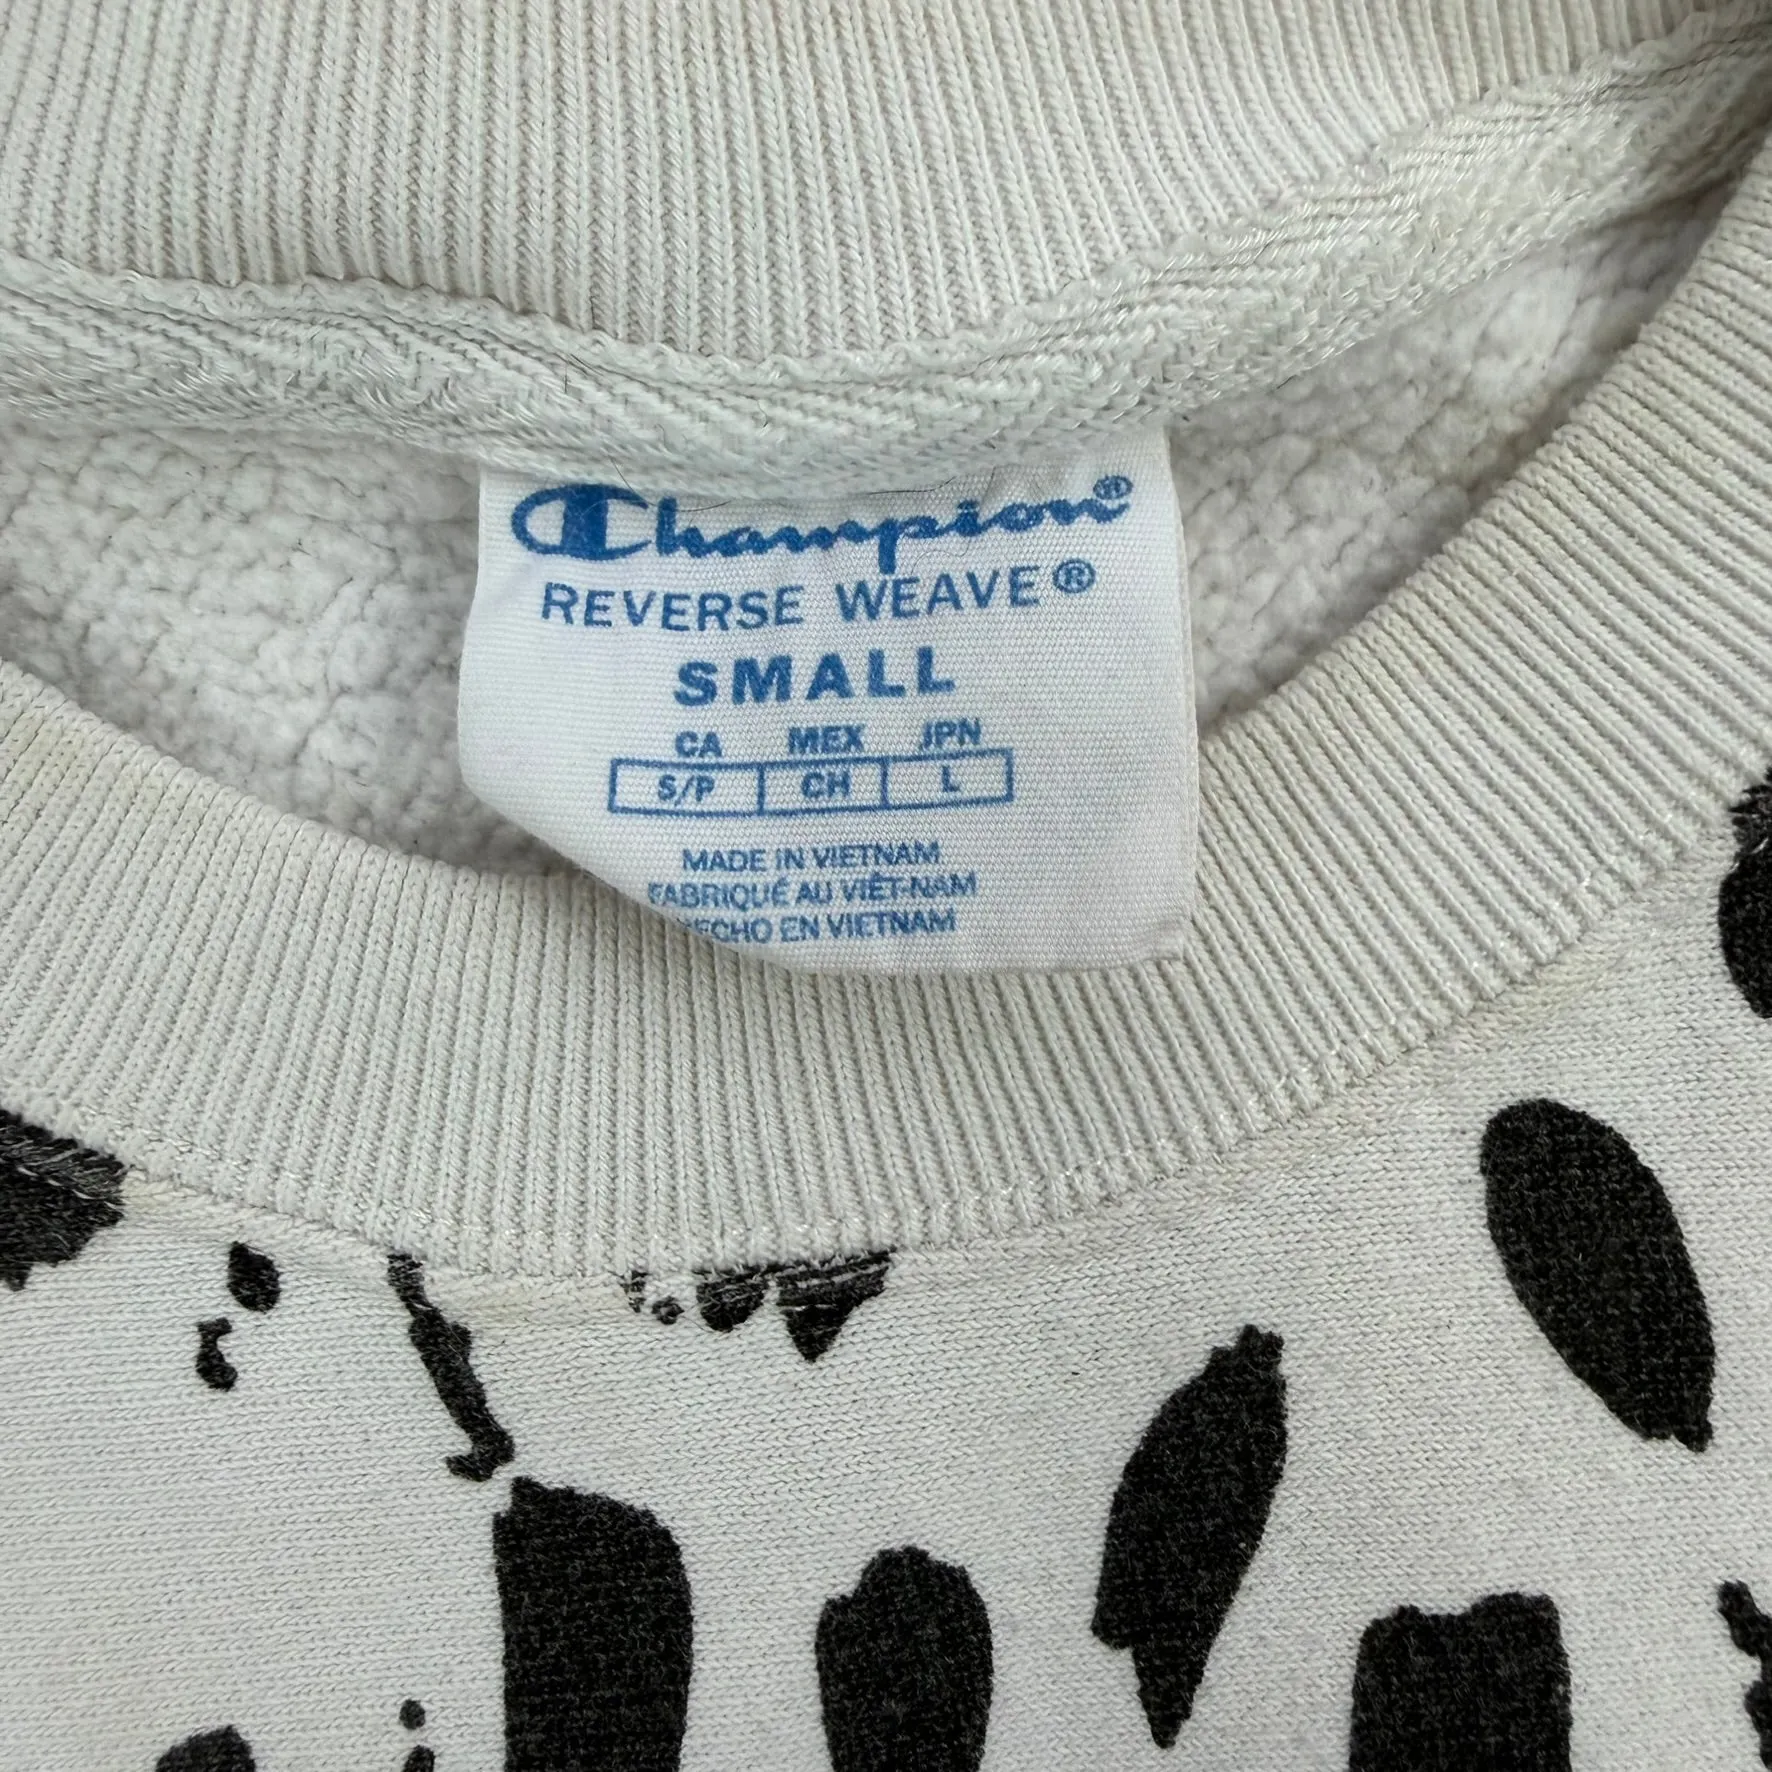 Champion®
REVERSE WEAVE®
SMALL
CA MEX JPN
S/P CH L
MADE IN VIETNAM
FABRIQUÉ AU VIÊT-NAM
HECHO EN VIETNAM